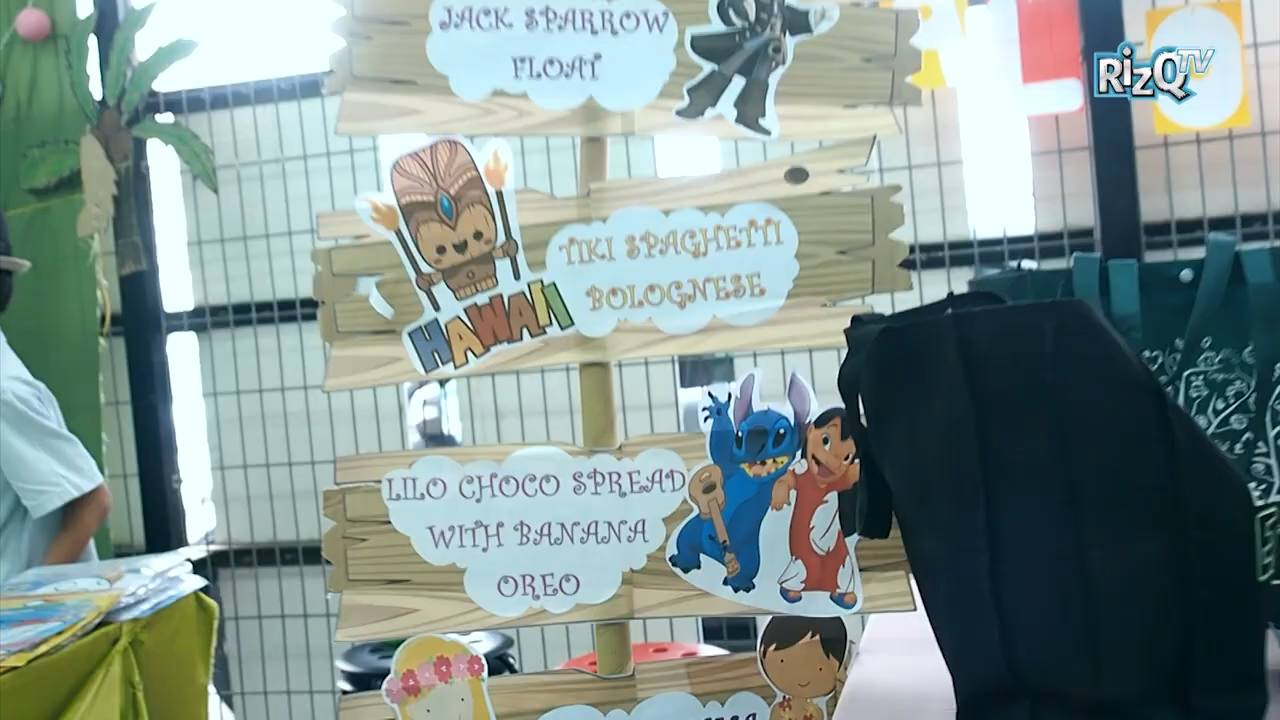 JACK SPARROW
FLOAT
RizQ TV
HAWAII
TIKI SPAGHETTI
BOLOGNESE
LILO CHOCO SPREAD
WITH BANANA
OREO